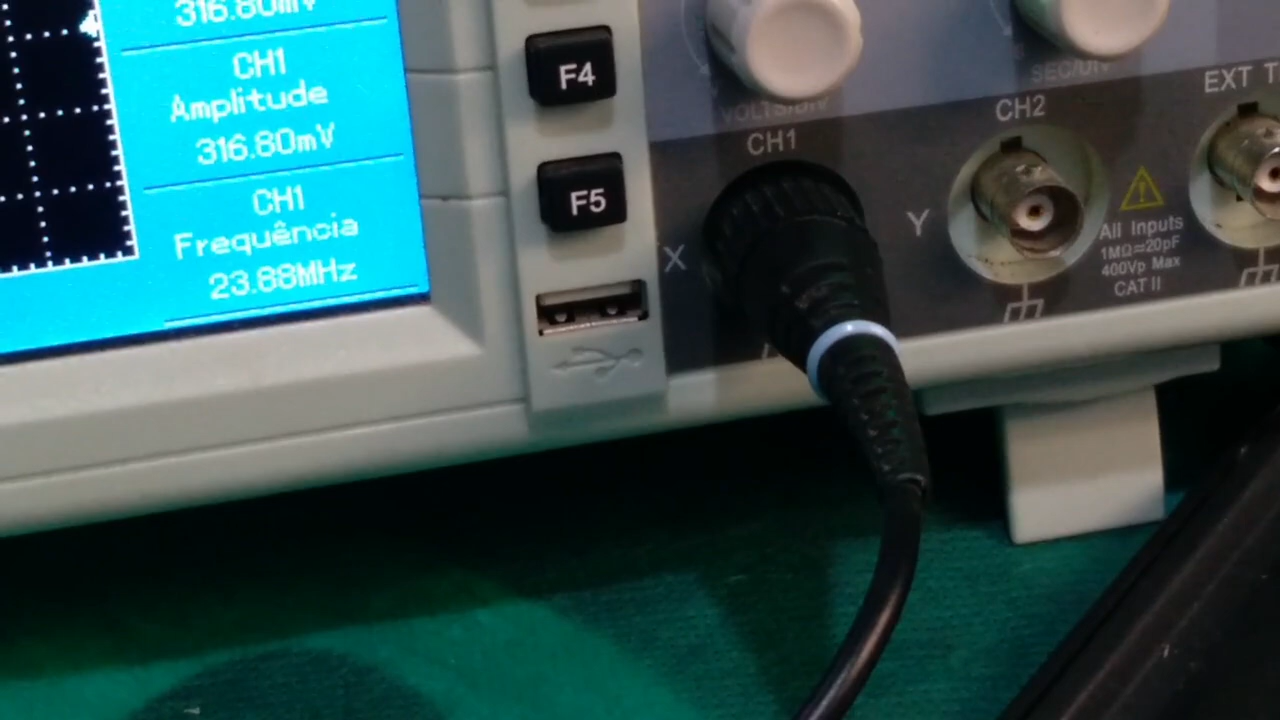 316.80mV
CH1
Amplitude
316.80mV
CH1
Frequência
23.88MHz
F4
F5
VOLTS/DIV
CH1
X
SEC/DIV
CH2
Y
All Inputs
1MΩ=20pF
400Vp Max
CAT II
EXT T